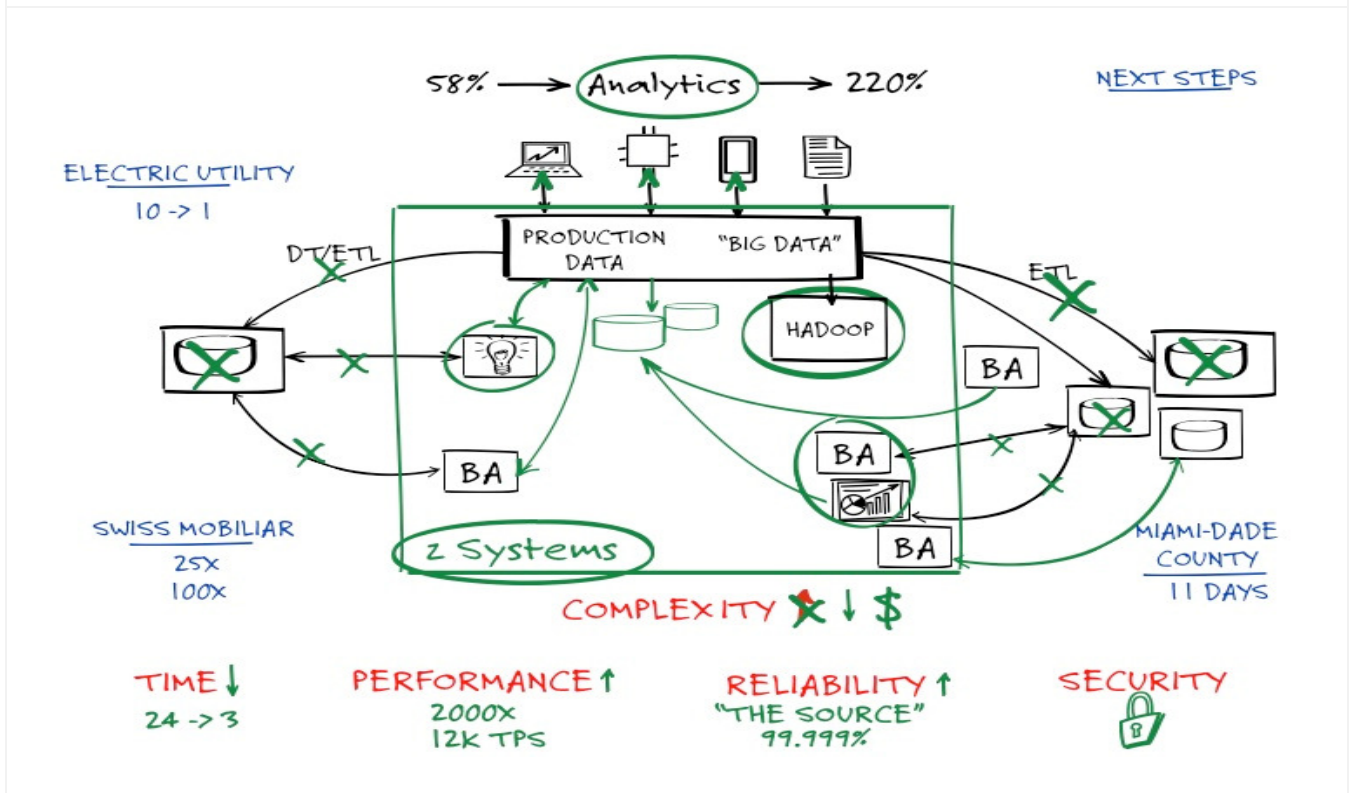 58% Analytics 220%
NEXT STEPS
ELECTRIC UTILITY
10 -> 1
PRODUCTION
DATA
"BIG DATA"
DT/ETL
ETL
HADOOP
BA
BA
BA
BA
z Systems
SWISS MOBILIAR
25X
100X
MIAMI-DADE
COUNTY
11 DAYS
COMPLEXITY ↓ $
TIME ↓
24 -> 3
PERFORMANCE ↑
2000X
12K TPS
RELIABILITY ↑
"THE SOURCE"
99.999%
SECURITY